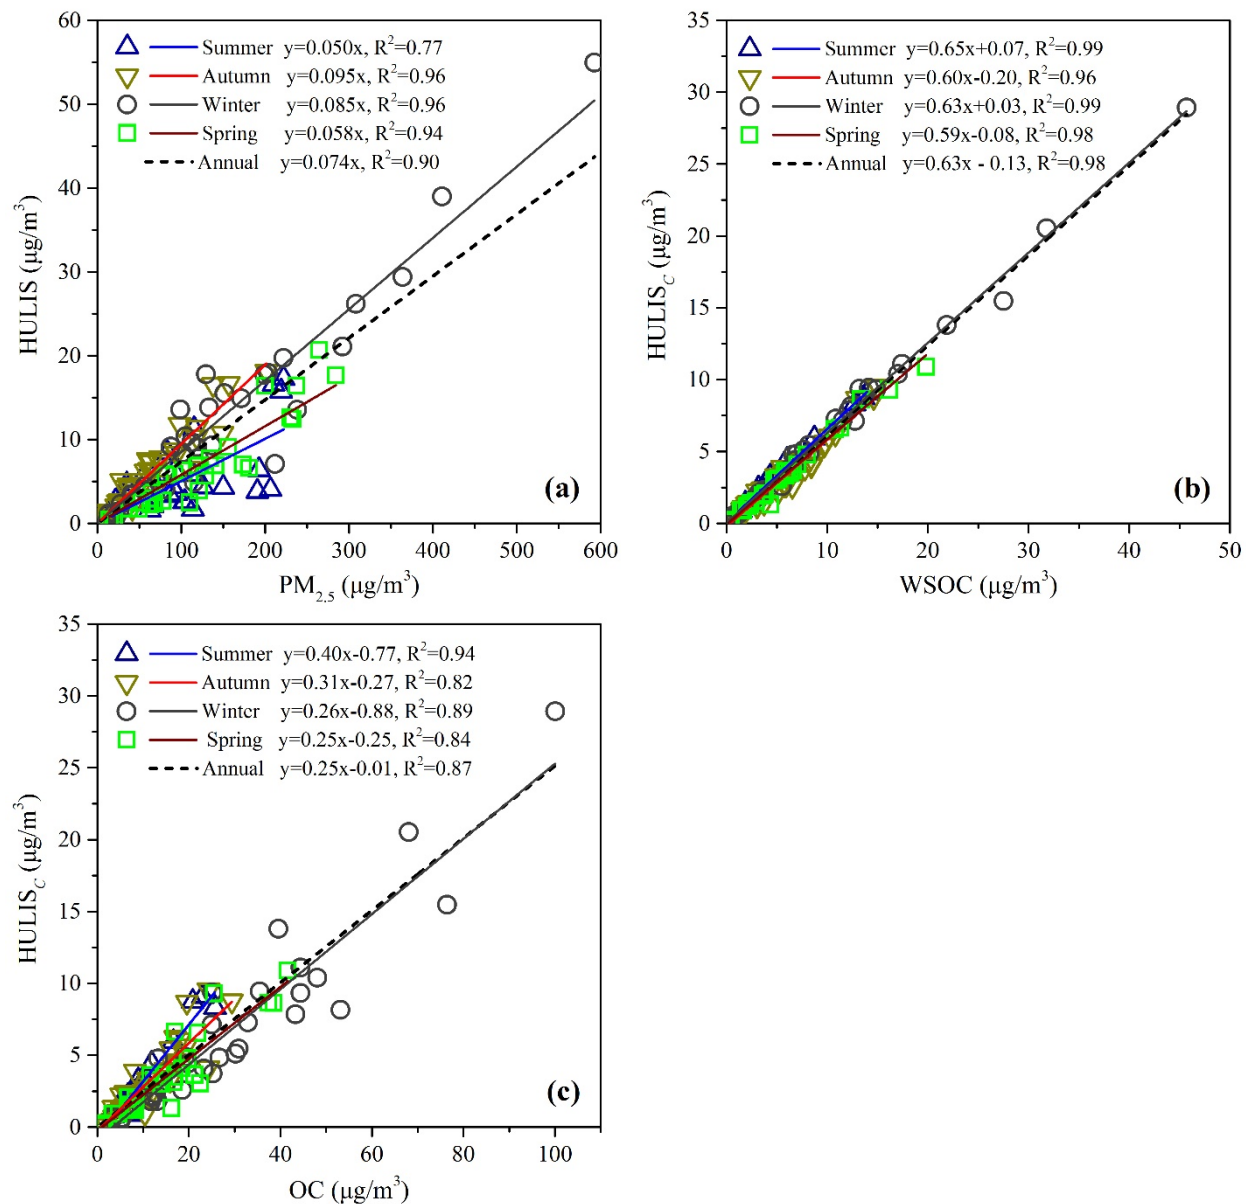 60
50
40
30
20
10
0
HULIS (μg/m³)
Summer y=0.050x, R²=0.77
Autumn y=0.095x, R²=0.96
Winter y=0.085x, R²=0.96
Spring y=0.058x, R²=0.94
Annual y=0.074x, R²=0.90
(a)
0 100 200 300 400 500 600
PM₂.₅ (μg/m³)
35
30
25
20
15
10
5
0
HULIS_C (μg/m³)
Summer y=0.65x+0.07, R²=0.99
Autumn y=0.60x-0.20, R²=0.96
Winter y=0.63x+0.03, R²=0.99
Spring y=0.59x-0.08, R²=0.98
Annual y=0.63x - 0.13, R²=0.98
(b)
0 10 20 30 40 50
WSOC (μg/m³)
35
30
25
20
15
10
5
0
HULIS_C (μg/m³)
Summer y=0.40x-0.77, R²=0.94
Autumn y=0.31x-0.27, R²=0.82
Winter y=0.26x-0.88, R²=0.89
Spring y=0.25x-0.25, R²=0.84
Annual y=0.25x-0.01, R²=0.87
(c)
0 20 40 60 80 100
OC (μg/m³)